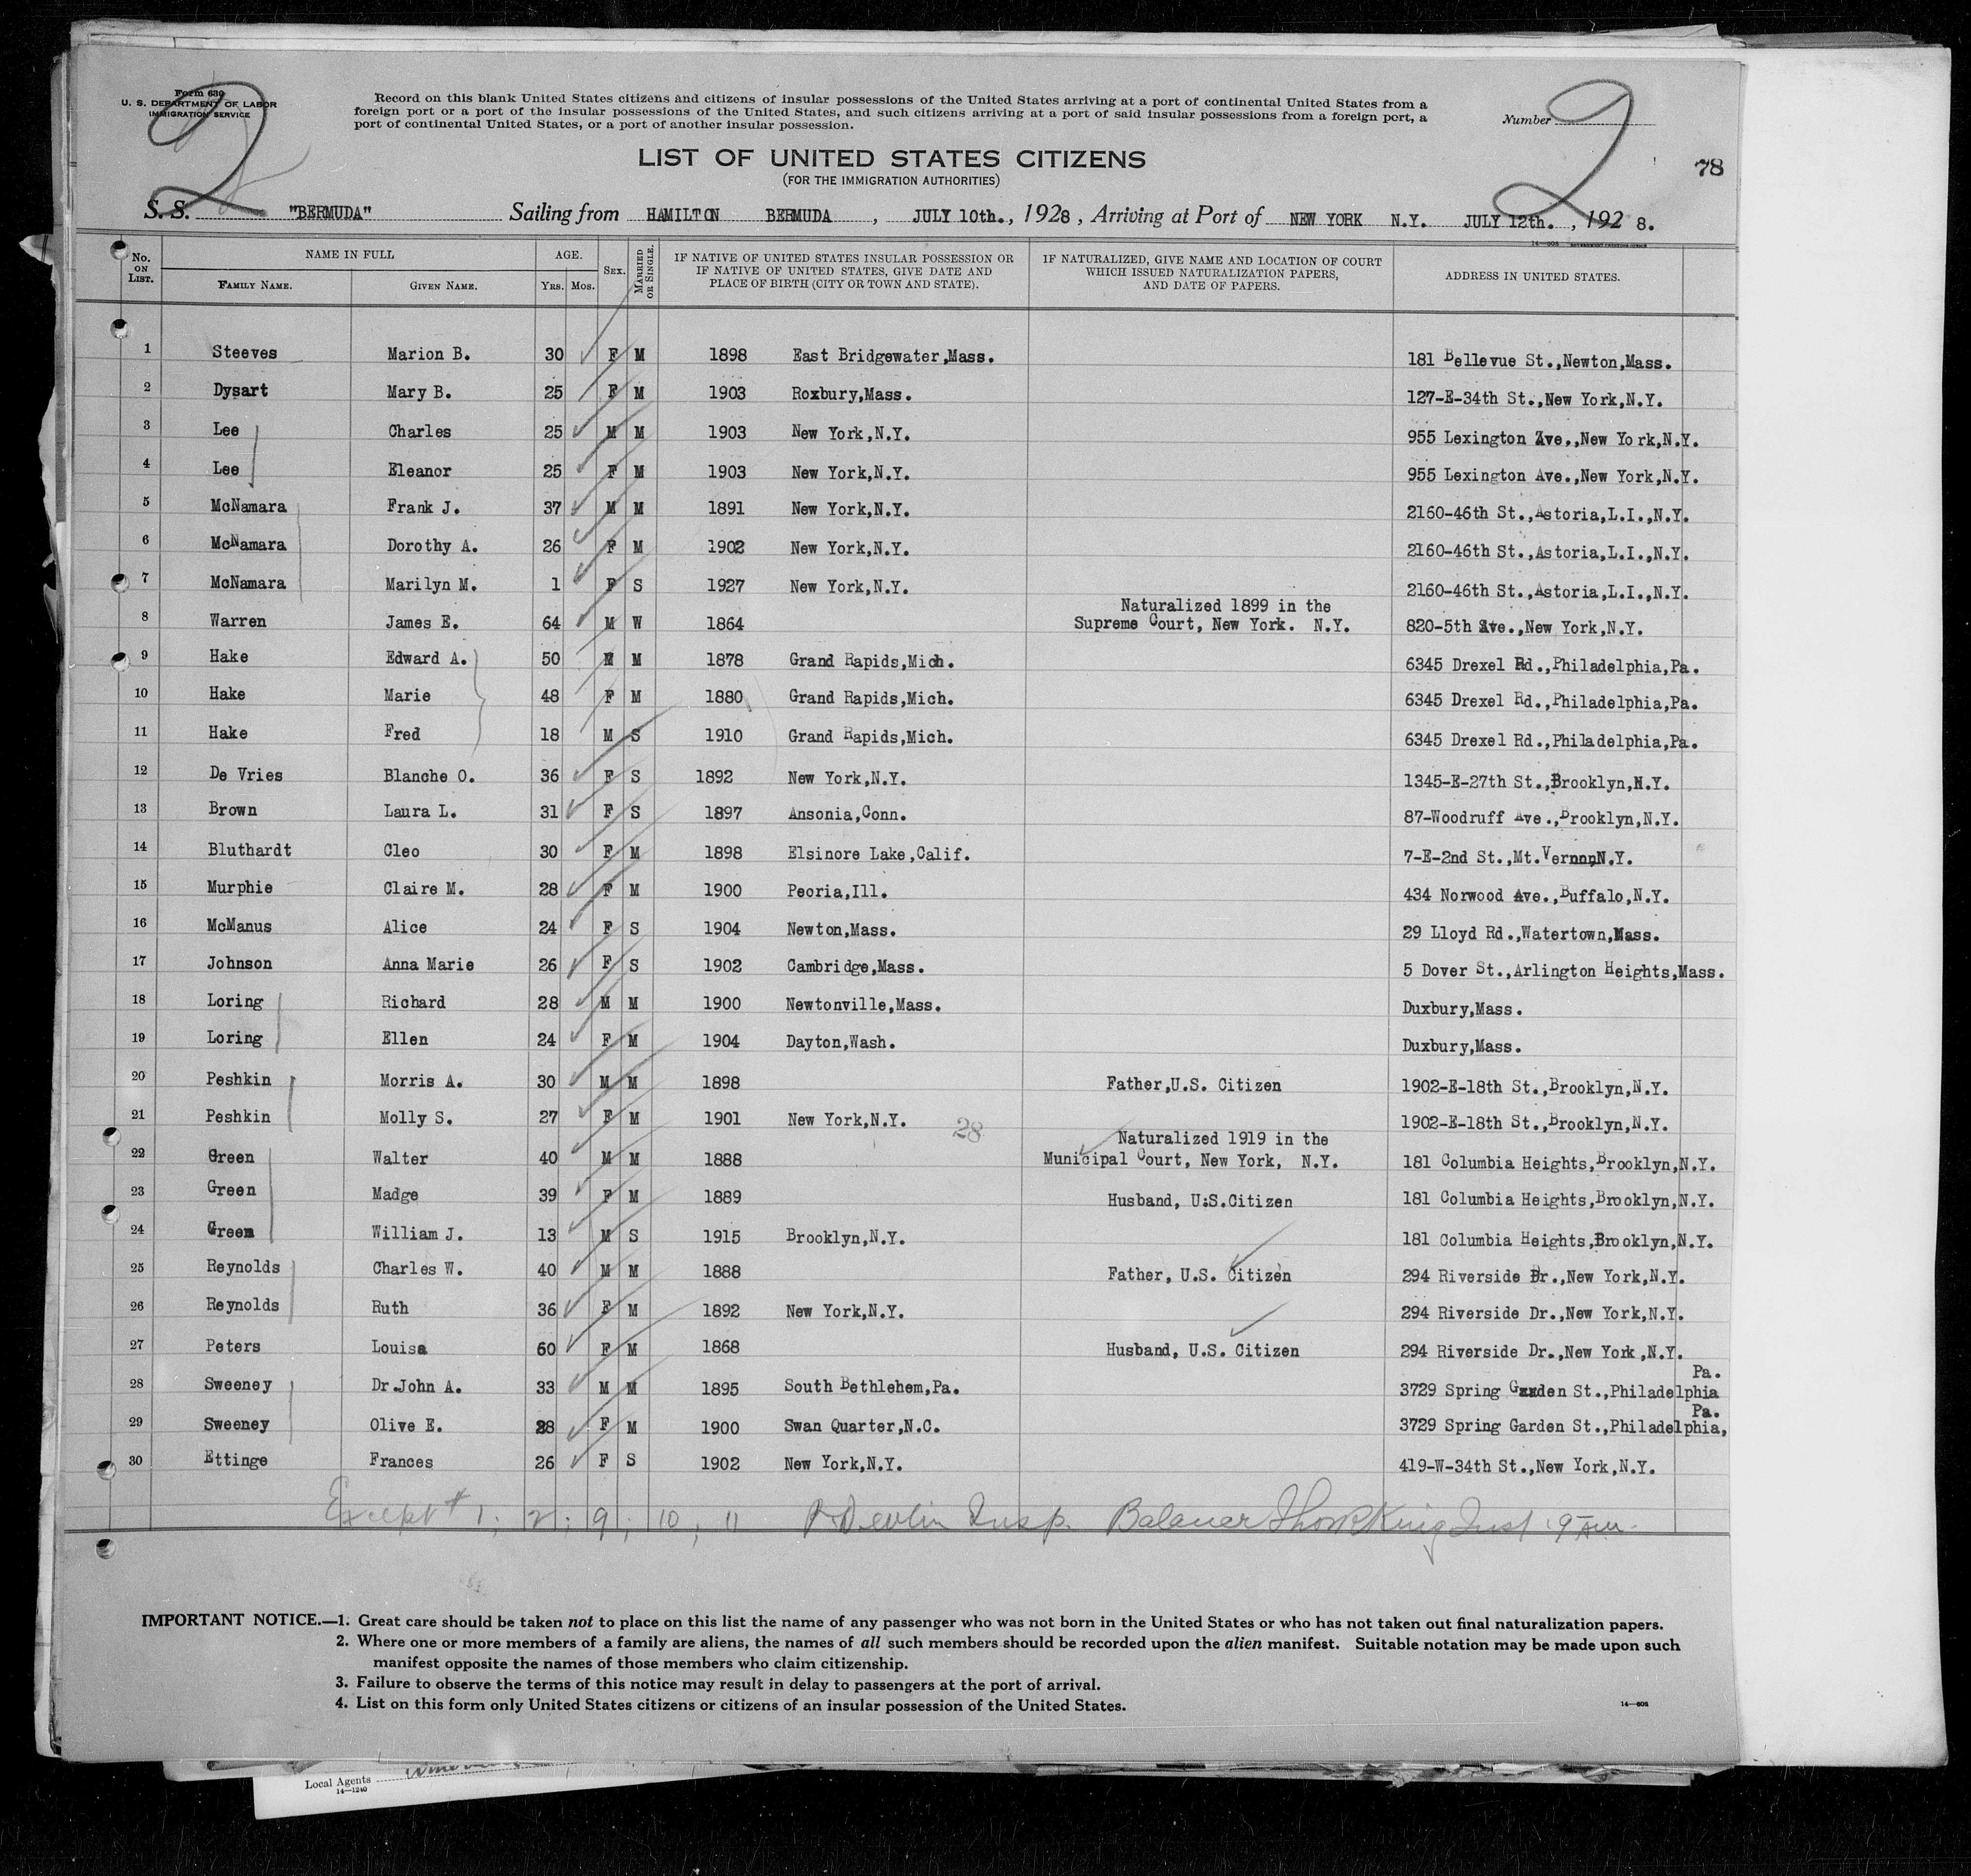 Form 630
U. S. DEPARTMENT OF LABOR
IMMIGRATION SERVICE
2
Record on this blank United States citizens and citizens of insular possessions of the United States arriving at a port of continental United States from a
foreign port or a port of the insular possessions of the United States, and such citizens arriving at a port of said insular possessions from a foreign port, a
port of continental United States, or a port of another insular possession.
Number
2
78
LIST OF UNITED STATES CITIZENS
(FOR THE IMMIGRATION AUTHORITIES)
S. S. "BERMUDA" Sailing from HAMILTON BERMUDA , JULY 10th. , 1928 , Arriving at Port of NEW YORK N.Y. JULY 12th. , 192 8.
No. ON LIST. NAME IN FULL AGE. SEX. MARRIED OR SINGLE. IF NATIVE OF UNITED STATES INSULAR POSSESSION OR IF NATIVE OF UNITED STATES, GIVE DATE AND PLACE OF BIRTH (CITY OR TOWN AND STATE). IF NATURALIZED, GIVE NAME AND LOCATION OF COURT WHICH ISSUED NATURALIZATION PAPERS, AND DATE OF PAPERS. ADDRESS IN UNITED STATES.
FAMILY NAME. GIVEN NAME. YRS. MOS.
1 Steeves Marion B. 30 F M 1898 East Bridgewater,Mass. 181 Bellevue St.,Newton,Mass.
2 Dysart Mary B. 25 F M 1903 Roxbury,Mass. 127-E-34th St.,New York,N.Y.
3 Lee Charles 25 M M 1903 New York,N.Y. 955 Lexington Ave.,New York,N.Y.
4 Lee Eleanor 25 F M 1903 New York,N.Y. 955 Lexington Ave.,New York,N.Y.
5 McNamara Frank J. 37 M M 1891 New York,N.Y. 2160-46th St.,Astoria,L.I.,N.Y.
6 McNamara Dorothy A. 26 F M 1902 New York,N.Y. 2160-46th St.,Astoria,L.I.,N.Y.
7 McNamara Marilyn M. 1 F S 1927 New York,N.Y. 2160-46th St.,Astoria,L.I.,N.Y.
Naturalized 1899 in the
8 Warren James E. 64 M W 1864 Supreme Court, New York. N.Y. 820-5th Ave.,New York,N.Y.
9 Hake Edward A. 50 M M 1878 Grand Rapids,Mich. 6345 Drexel Rd.,Philadelphia,Pa.
10 Hake Marie 48 F M 1880 Grand Rapids,Mich. 6345 Drexel Rd.,Philadelphia,Pa.
11 Hake Fred 18 M S 1910 Grand Rapids,Mich. 6345 Drexel Rd.,Philadelphia,Pa.
12 De Vries Blanche O. 36 F S 1892 New York,N.Y. 1345-E-27th St.,Brooklyn,N.Y.
13 Brown Laura L. 31 F S 1897 Ansonia,Conn. 87-Woodruff Ave.,Brooklyn,N.Y.
14 Bluthardt Cleo 30 F M 1898 Elsinore Lake,Calif. 7-E-2nd St.,Mt.Vernon,N.Y.
15 Murphie Claire M. 28 F M 1900 Peoria,Ill. 434 Norwood Ave.,Buffalo,N.Y.
16 McManus Alice 24 F S 1904 Newton,Mass. 29 Lloyd Rd.,Watertown,Mass.
17 Johnson Anna Marie 26 F S 1902 Cambridge,Mass. 5 Dover St.,Arlington Heights,Mass.
18 Loring Richard 28 M M 1900 Newtonville,Mass. Duxbury,Mass.
19 Loring Ellen 24 F M 1904 Dayton,Wash. Duxbury,Mass.
20 Peshkin Morris A. 30 M M 1898 Father,U.S. Citizen 1902-E-18th St.,Brooklyn,N.Y.
21 Peshkin Molly S. 27 F M 1901 New York,N.Y. 28 1902-E-18th St.,Brooklyn,N.Y.
Naturalized 1919 in the
22 Green Walter 40 M M 1888 Municipal Court, New York, N.Y. 181 Columbia Heights,Brooklyn,N.Y.
23 Green Madge 39 F M 1889 Husband, U.S.Citizen 181 Columbia Heights,Brooklyn,N.Y.
24 Green William J. 13 M S 1915 Brooklyn,N.Y. 181 Columbia Heights,Brooklyn,N.Y.
25 Reynolds Charles W. 40 M M 1888 Father, U.S. Citizen 294 Riverside Dr.,New York,N.Y.
26 Reynolds Ruth 36 F M 1892 New York,N.Y. 294 Riverside Dr.,New York,N.Y.
27 Peters Louisa 60 F M 1868 Husband, U.S. Citizen 294 Riverside Dr.,New York,N.Y.
Pa.
28 Sweeney Dr.John A. 33 M M 1895 South Bethlehem,Pa. 3729 Spring Garden St.,Philadelphia
Pa.
29 Sweeney Olive E. 28 F M 1900 Swan Quarter,N.C. 3729 Spring Garden St.,Philadelphia,
30 Ettinge Frances 26 F S 1902 New York,N.Y. 419-W-34th St.,New York,N.Y.
Except # 1, 2, 9, 10, 11 Devlin Insp. King Insp 9 AM
IMPORTANT NOTICE.—1. Great care should be taken not to place on this list the name of any passenger who was not born in the United States or who has not taken out final naturalization papers.
2. Where one or more members of a family are aliens, the names of all such members should be recorded upon the alien manifest. Suitable notation may be made upon such
manifest opposite the names of those members who claim citizenship.
3. Failure to observe the terms of this notice may result in delay to passengers at the port of arrival.
4. List on this form only United States citizens or citizens of an insular possession of the United States.
14—608
Local Agents
14—1240